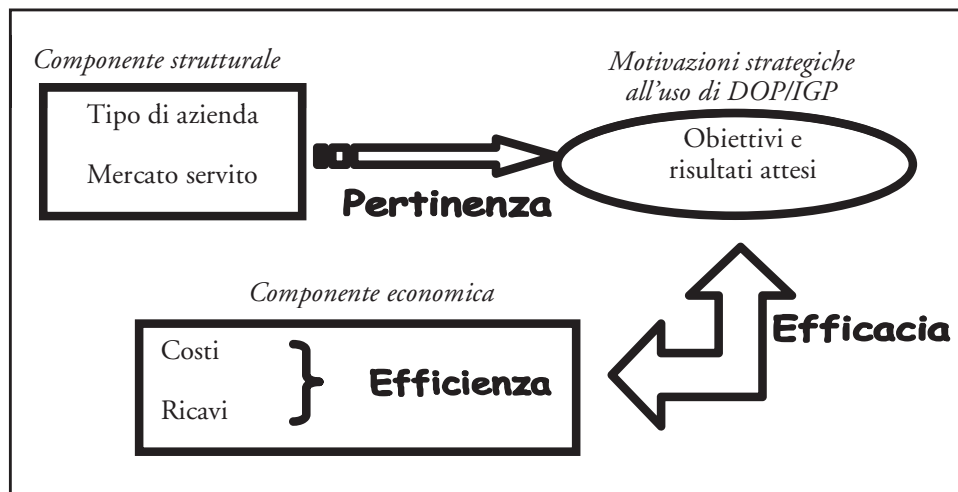 Componente strutturale
Tipo di azienda
Mercato servito
Pertinenza
Motivazioni strategiche
all'uso di DOP/IGP
Obiettivi e
risultati attesi
Efficacia
Componente economica
Costi
Ricavi
Efficienza